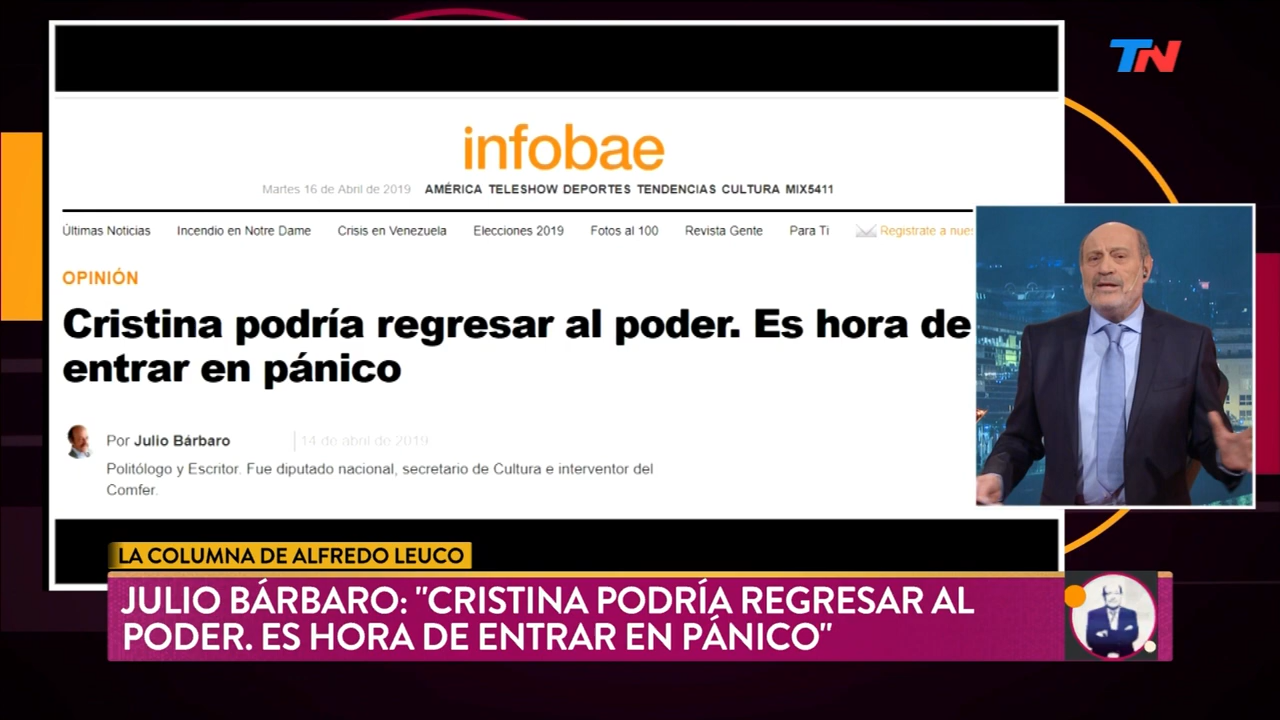 TN
infobae
Martes 16 de Abril de 2019 AMÉRICA TELESHOW DEPORTES TENDENCIAS CULTURA MIX5411
Últimas Noticias Incendio en Notre Dame Crisis en Venezuela Elecciones 2019 Fotos al 100 Revista Gente Para Ti Registrate a nues
OPINIÓN
Cristina podría regresar al poder. Es hora de
entrar en pánico
Por Julio Bárbaro 14 de abril de 2019
Politólogo y Escritor. Fue diputado nacional, secretario de Cultura e interventor del
Comfer.
LA COLUMNA DE ALFREDO LEUCO
JULIO BÁRBARO: "CRISTINA PODRÍA REGRESAR AL
PODER. ES HORA DE ENTRAR EN PÁNICO"